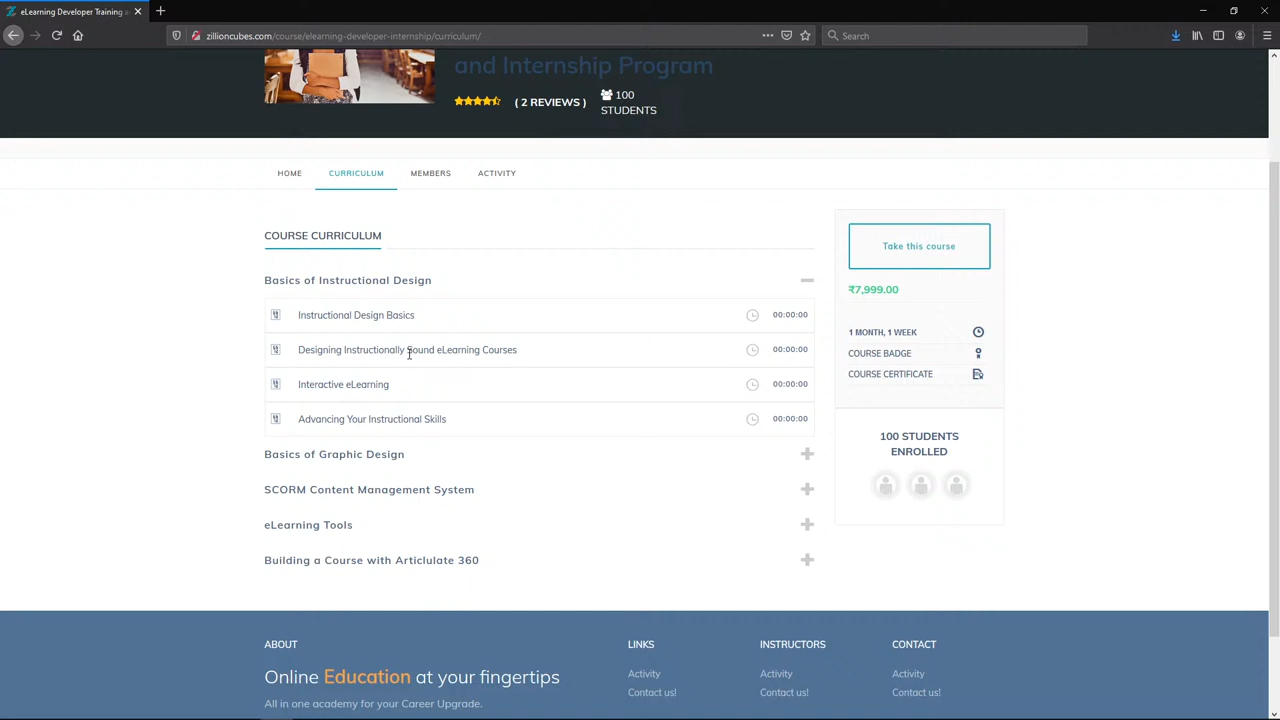 eLearning Developer Training a
zillioncubes.com/course/elearning-developer-internship/curriculum/
Search
and Internship Program
( 2 REVIEWS )
100
STUDENTS
HOME
CURRICULUM
MEMBERS
ACTIVITY
COURSE CURRICULUM
Take this course
Basics of Instructional Design
₹7,999.00
Instructional Design Basics
00:00:00
1 MONTH, 1 WEEK
Designing Instructionally Sound eLearning Courses
00:00:00
COURSE BADGE
COURSE CERTIFICATE
Interactive eLearning
00:00:00
Advancing Your Instructional Skills
00:00:00
100 STUDENTS
ENROLLED
Basics of Graphic Design
SCORM Content Management System
eLearning Tools
Building a Course with Articlulate 360
ABOUT
LINKS
INSTRUCTORS
CONTACT
Online Education at your fingertips
Activity
Activity
Activity
Contact us!
Contact us!
Contact us!
All in one academy for your Career Upgrade.